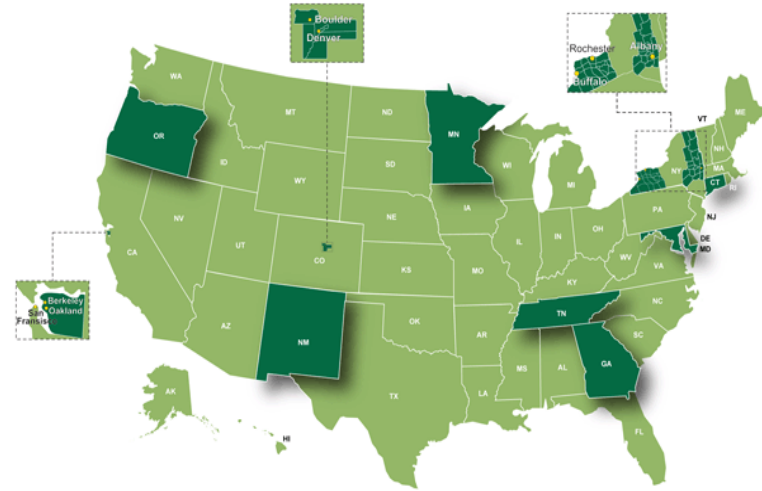 Boulder
Denver
Rochester
Albany
Buffalo
WA
OR
MT
ND
MN
VT
ME
ID
SD
WI
NY
NH
MA
CT
RI
WY
MI
NV
NE
IA
PA
NJ
CA
UT
CO
IL
IN
OH
DE
MD
KS
MO
WV
VA
KY
Berkeley
San
Oakland
Fransisco
AZ
NM
OK
AR
TN
NC
SC
MS
AL
GA
TX
LA
AK
HI
FL